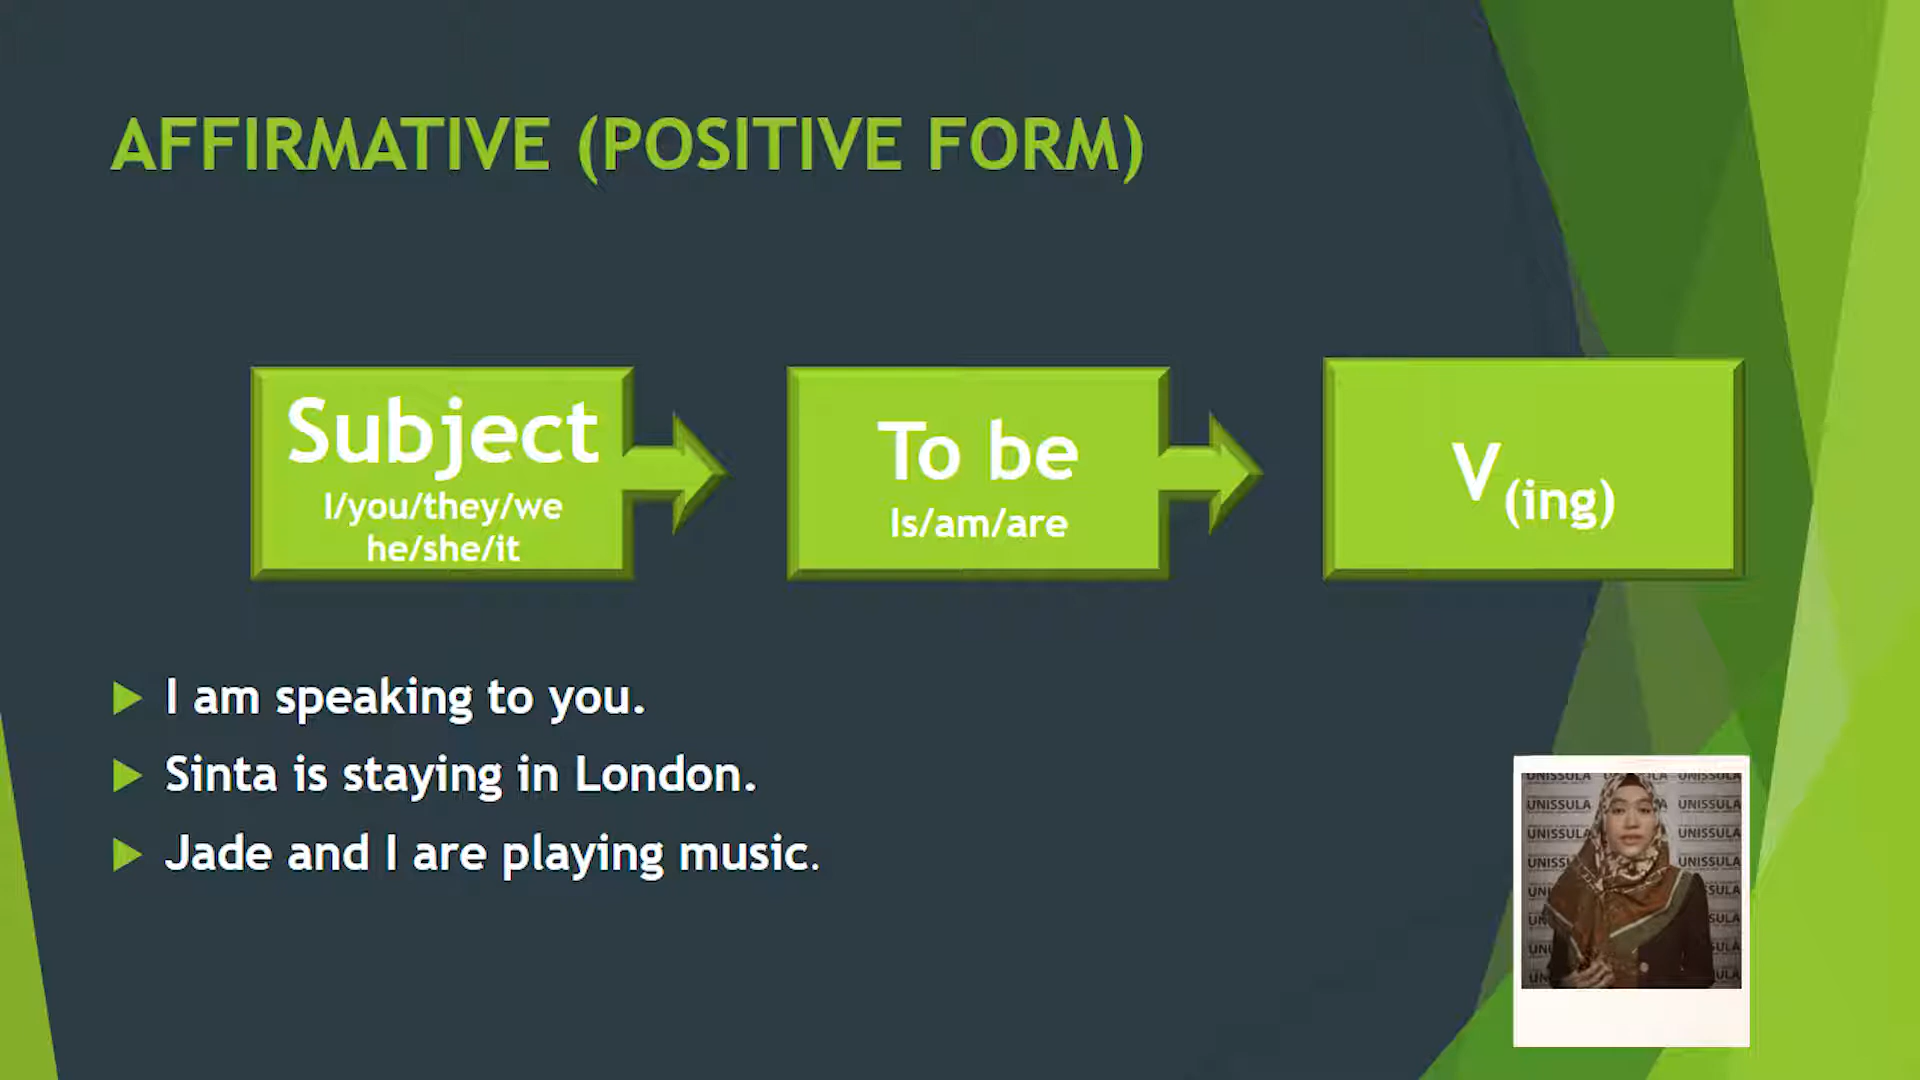 AFFIRMATIVE (POSITIVE FORM)
Subject
I/you/they/we
he/she/it
To be
Is/am/are
V(ing)
I am speaking to you.
Sinta is staying in London.
Jade and I are playing music.
UNISSULA UNISSULA
UNISSULA UNISSULA
UNISSULA UNISSULA
UNISSULA